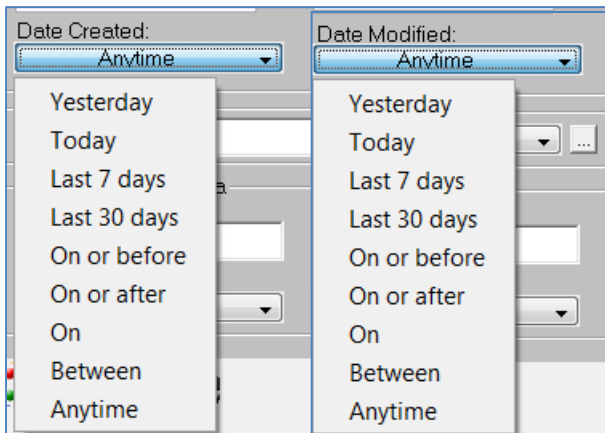 Date Created:
Anytime
Yesterday
Today
Last 7 days
Last 30 days
On or before
On or after
On
Between
Anytime
Date Modified:
Anytime
Yesterday
Today
Last 7 days
Last 30 days
On or before
On or after
On
Between
Anytime
...
a